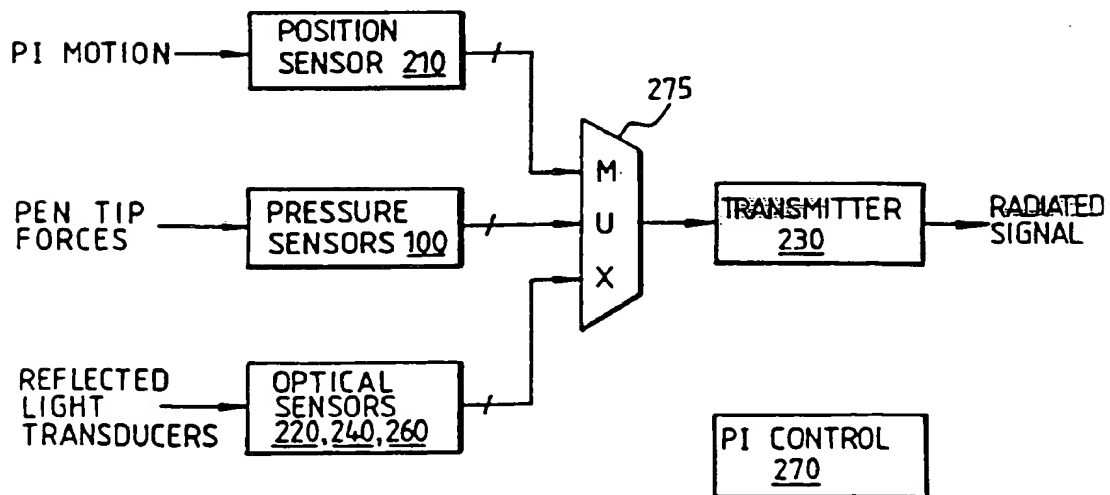 PI MOTION
POSITION
SENSOR 210
275
PEN TIP
FORCES
PRESSURE
SENSORS 100
M
U
X
TRANSMITTER
230
RADIATED
SIGNAL
REFLECTED
LIGHT
TRANSDUCERS
OPTICAL
SENSORS
220,240,260
PI CONTROL
270